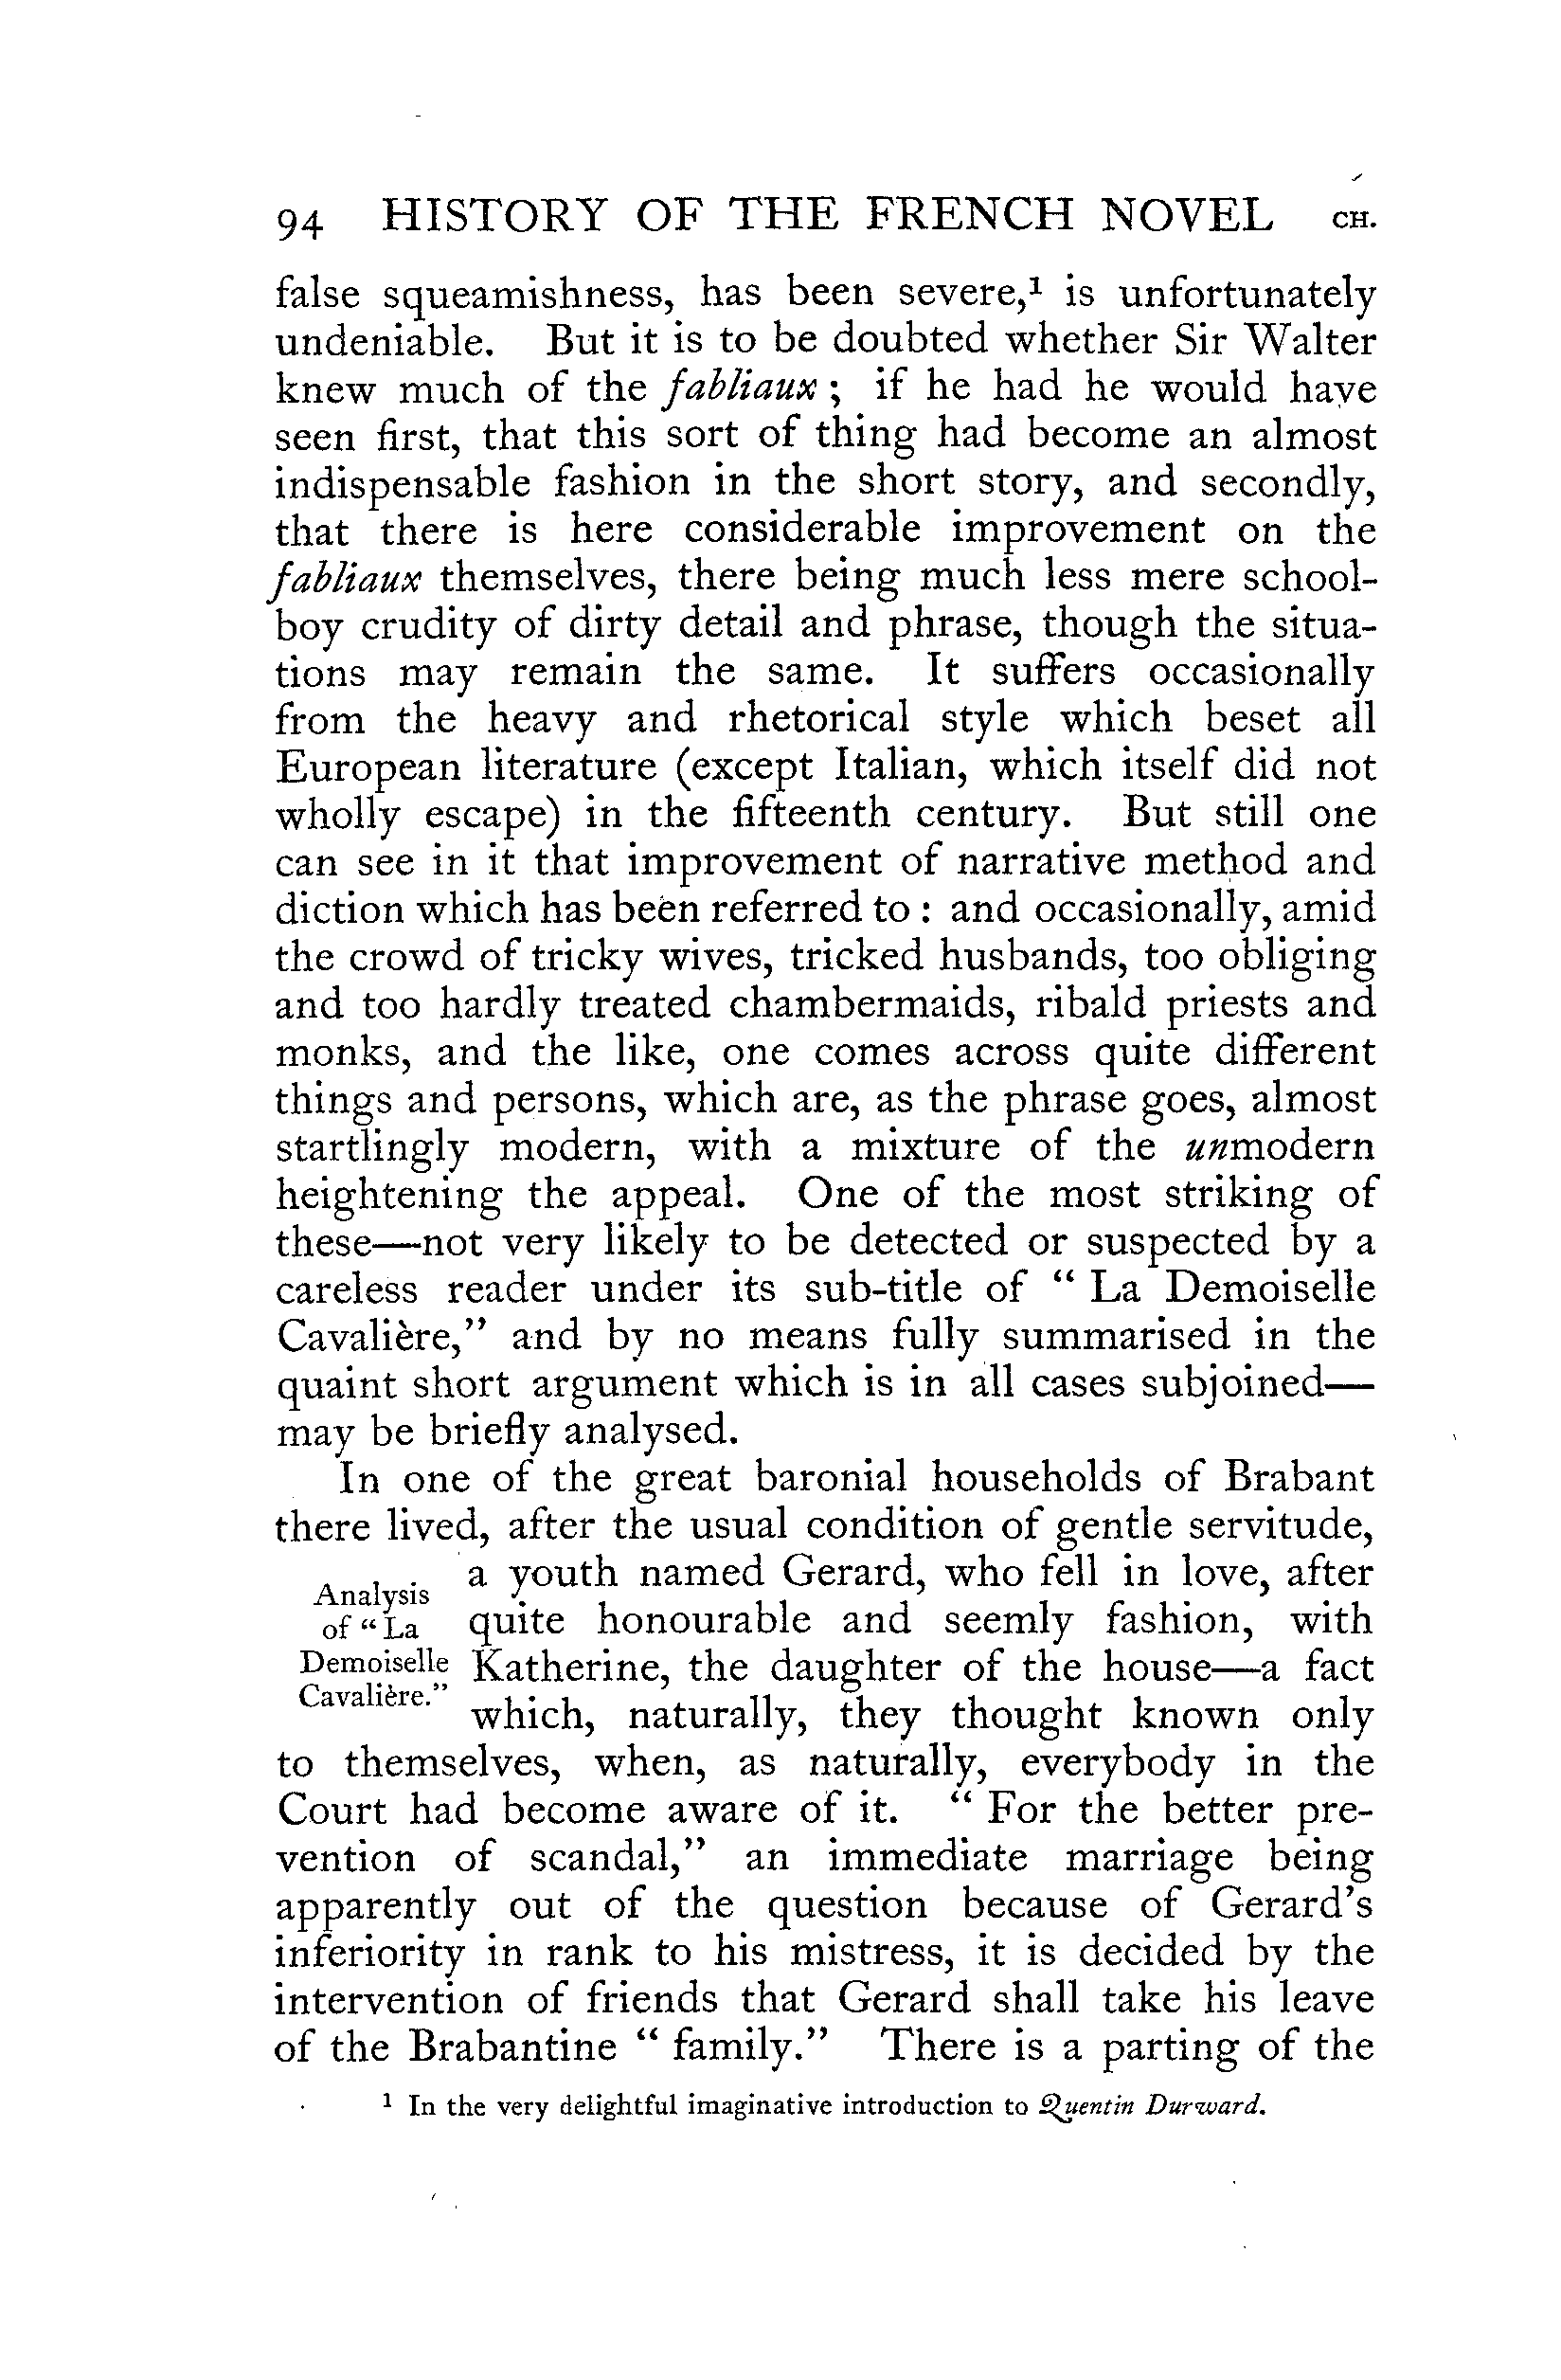 94 HISTORY OF THE FRENCH NOVEL CH.
false squeamishness, has been severe,¹ is unfortunately
undeniable. But it is to be doubted whether Sir Walter
knew much of the fabliaux ; if he had he would have
seen first, that this sort of thing had become an almost
indispensable fashion in the short story, and secondly,
that there is here considerable improvement on the
fabliaux themselves, there being much less mere school-
boy crudity of dirty detail and phrase, though the situa-
tions may remain the same. It suffers occasionally
from the heavy and rhetorical style which beset all
European literature (except Italian, which itself did not
wholly escape) in the fifteenth century. But still one
can see in it that improvement of narrative method and
diction which has been referred to : and occasionally, amid
the crowd of tricky wives, tricked husbands, too obliging
and too hardly treated chambermaids, ribald priests and
monks, and the like, one comes across quite different
things and persons, which are, as the phrase goes, almost
startlingly modern, with a mixture of the unmodern
heightening the appeal. One of the most striking of
these—not very likely to be detected or suspected by a
careless reader under its sub-title of “ La Demoiselle
Cavalière,” and by no means fully summarised in the
quaint short argument which is in all cases subjoined—
may be briefly analysed.
In one of the great baronial households of Brabant
there lived, after the usual condition of gentle servitude,
Analysis
of “ La
Demoiselle
Cavalière.”
a youth named Gerard, who fell in love, after
quite honourable and seemly fashion, with
Katherine, the daughter of the house—a fact
which, naturally, they thought known only
to themselves, when, as naturally, everybody in the
Court had become aware of it. “ For the better pre-
vention of scandal,” an immediate marriage being
apparently out of the question because of Gerard’s
inferiority in rank to his mistress, it is decided by the
intervention of friends that Gerard shall take his leave
of the Brabantine “ family.” There is a parting of the
¹ In the very delightful imaginative introduction to Quentin Durward.